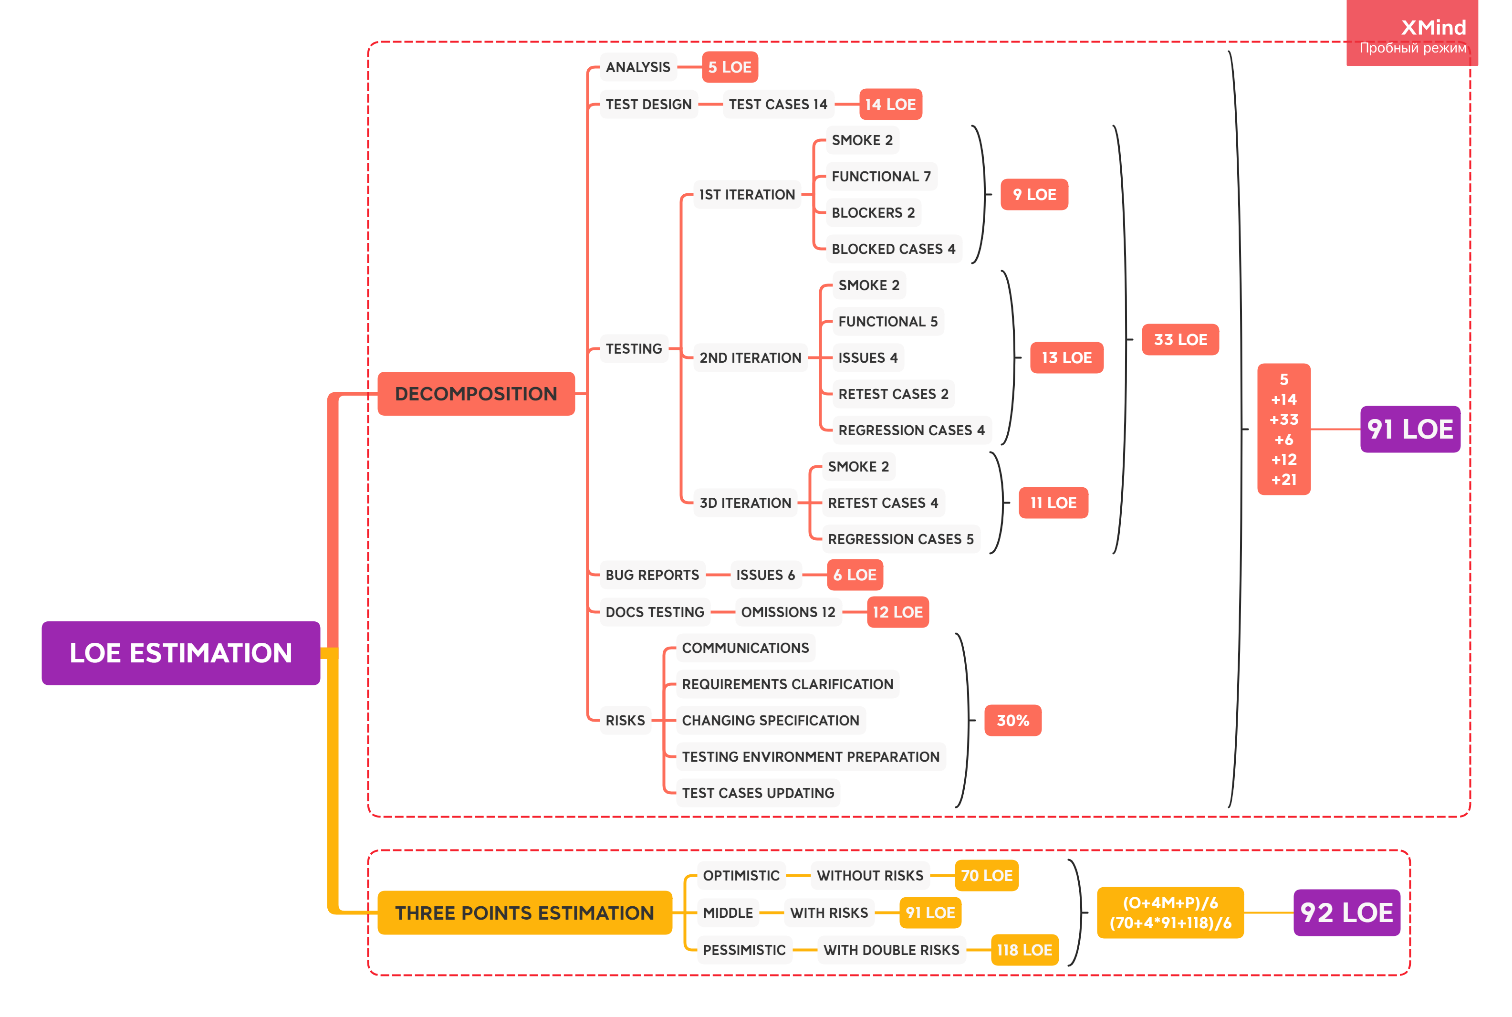 XMind
Пробный режим
ANALYSIS
5 LOE
TEST DESIGN
TEST CASES 14
14 LOE
SMOKE 2
FUNCTIONAL 7
1ST ITERATION
9 LOE
BLOCKERS 2
BLOCKED CASES 4
SMOKE 2
FUNCTIONAL 5
TESTING
2ND ITERATION
ISSUES 4
13 LOE
33 LOE
RETEST CASES 2
REGRESSION CASES 4
SMOKE 2
3D ITERATION
RETEST CASES 4
11 LOE
REGRESSION CASES 5
DECOMPOSITION
5
+14
+33
+6
+12
+21
91 LOE
BUG REPORTS
ISSUES 6
6 LOE
DOCS TESTING
OMISSIONS 12
12 LOE
LOE ESTIMATION
COMMUNICATIONS
REQUIREMENTS CLARIFICATION
RISKS
CHANGING SPECIFICATION
30%
TESTING ENVIRONMENT PREPARATION
TEST CASES UPDATING
OPTIMISTIC
WITHOUT RISKS
70 LOE
THREE POINTS ESTIMATION
MIDDLE
WITH RISKS
91 LOE
(O+4M+P)/6
(70+4*91+118)/6
92 LOE
PESSIMISTIC
WITH DOUBLE RISKS
118 LOE